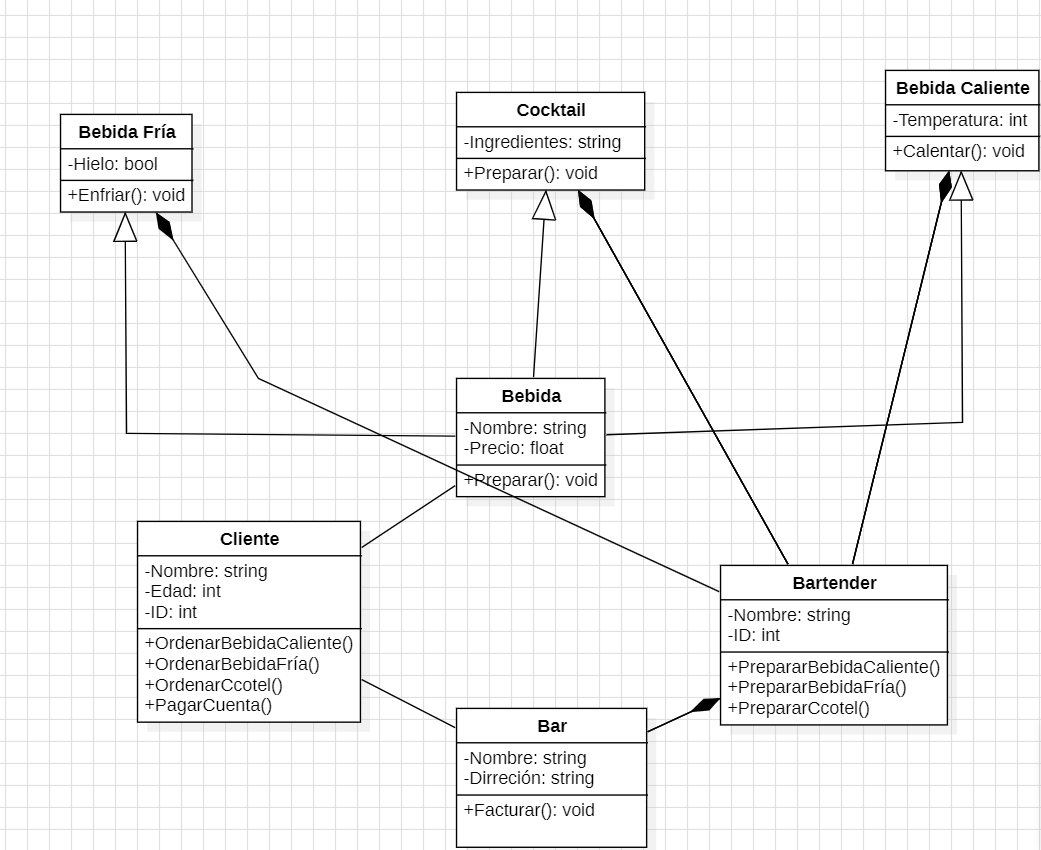 Bebida Fría
-Hielo: bool
+Enfriar(): void
Cocktail
-Ingredientes: string
+Preparar(): void
Bebida Caliente
-Temperatura: int
+Calentar(): void
Bebida
-Nombre: string
-Precio: float
+Preparar(): void
Cliente
-Nombre: string
-Edad: int
-ID: int
+OrdenarBebidaCaliente()
+OrdenarBebidaFría()
+OrdenarCcotel()
+PagarCuenta()
Bartender
-Nombre: string
-ID: int
+PrepararBebidaCaliente()
+PrepararBebidaFría()
+PrepararCcotel()
Bar
-Nombre: string
-Dirreción: string
+Facturar(): void